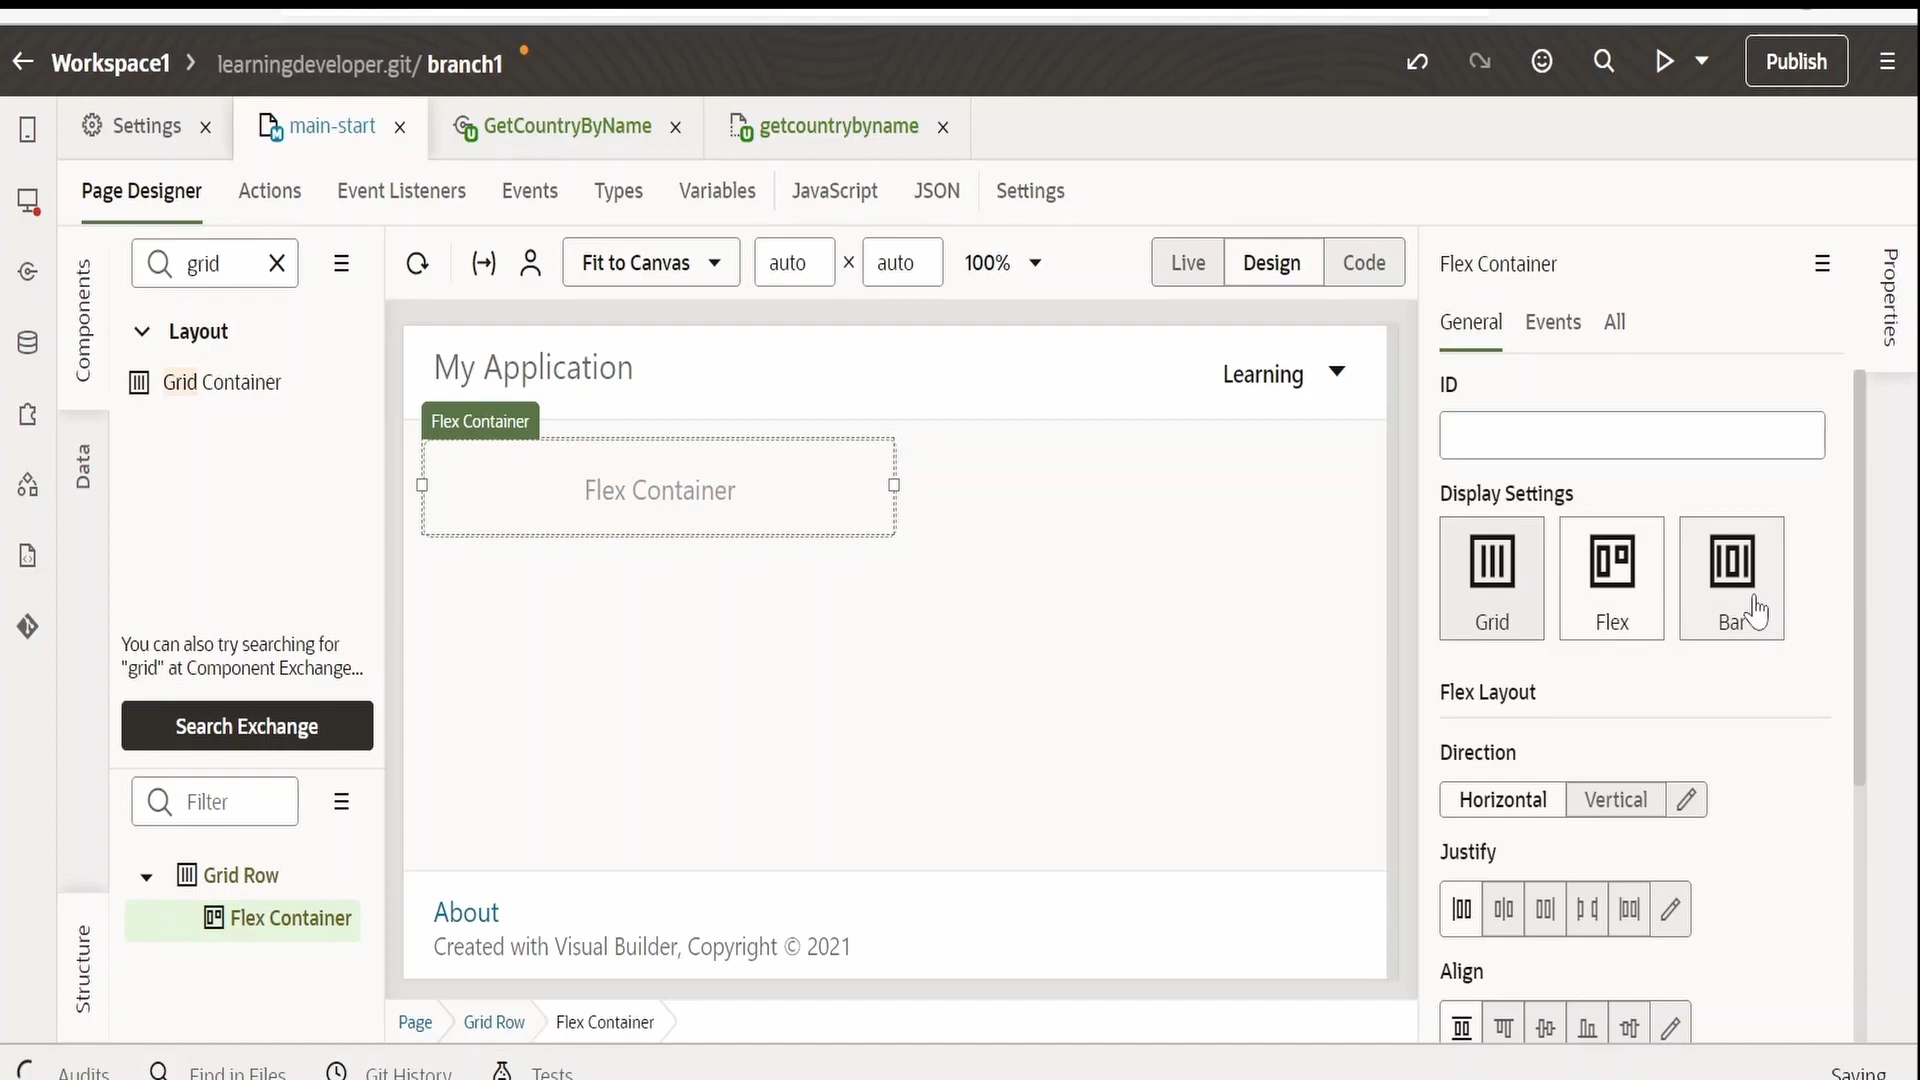 Workspace1 > learningdeveloper.git/ branch1
Publish
Settings
main-start
GetCountryByName
getcountrybyname
Page Designer
Actions
Event Listeners
Events
Types
Variables
JavaScript
JSON
Settings
Components
Data
Structure
grid
Layout
Grid Container
You can also try searching for
"grid" at Component Exchange...
Search Exchange
Filter
Grid Row
Flex Container
Fit to Canvas
auto × auto
100%
Live
Design
Code
My Application
Learning
Flex Container
Flex Container
About
Created with Visual Builder, Copyright © 2021
Page
Grid Row
Flex Container
Flex Container
Properties
General
Events
All
ID
Display Settings
Grid
Flex
Bar
Flex Layout
Direction
Horizontal
Vertical
Justify
Align
Audits
Find in Files
Git History
Tests
Saving